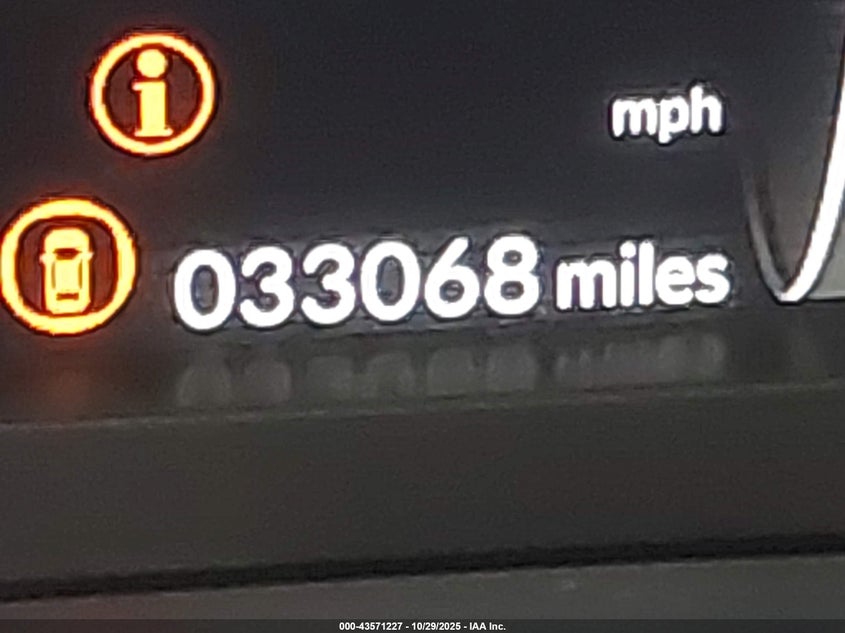 i
mph
033068 miles
000-43571227 - 10/29/2025 - IAA Inc.